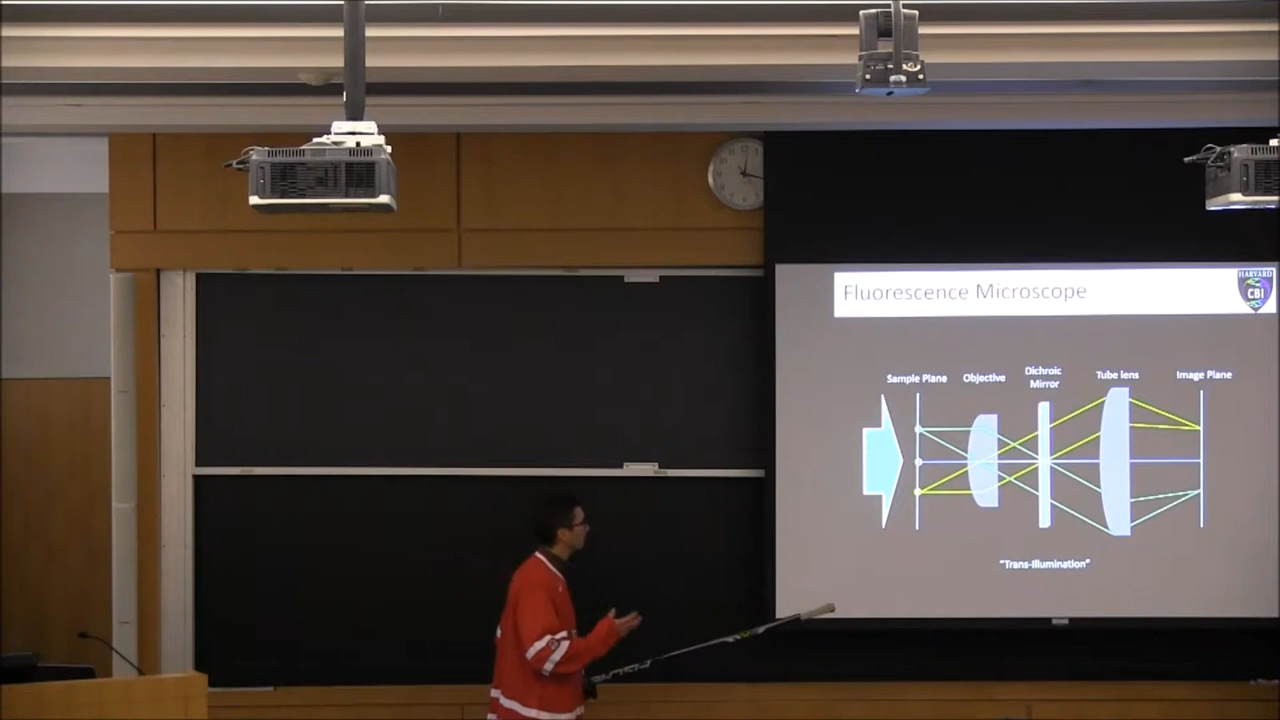 Fluorescence Microscope
HARVARD
CBI
Sample Plane
Objective
Dichroic
Mirror
Tube lens
Image Plane
"Trans-Illumination"